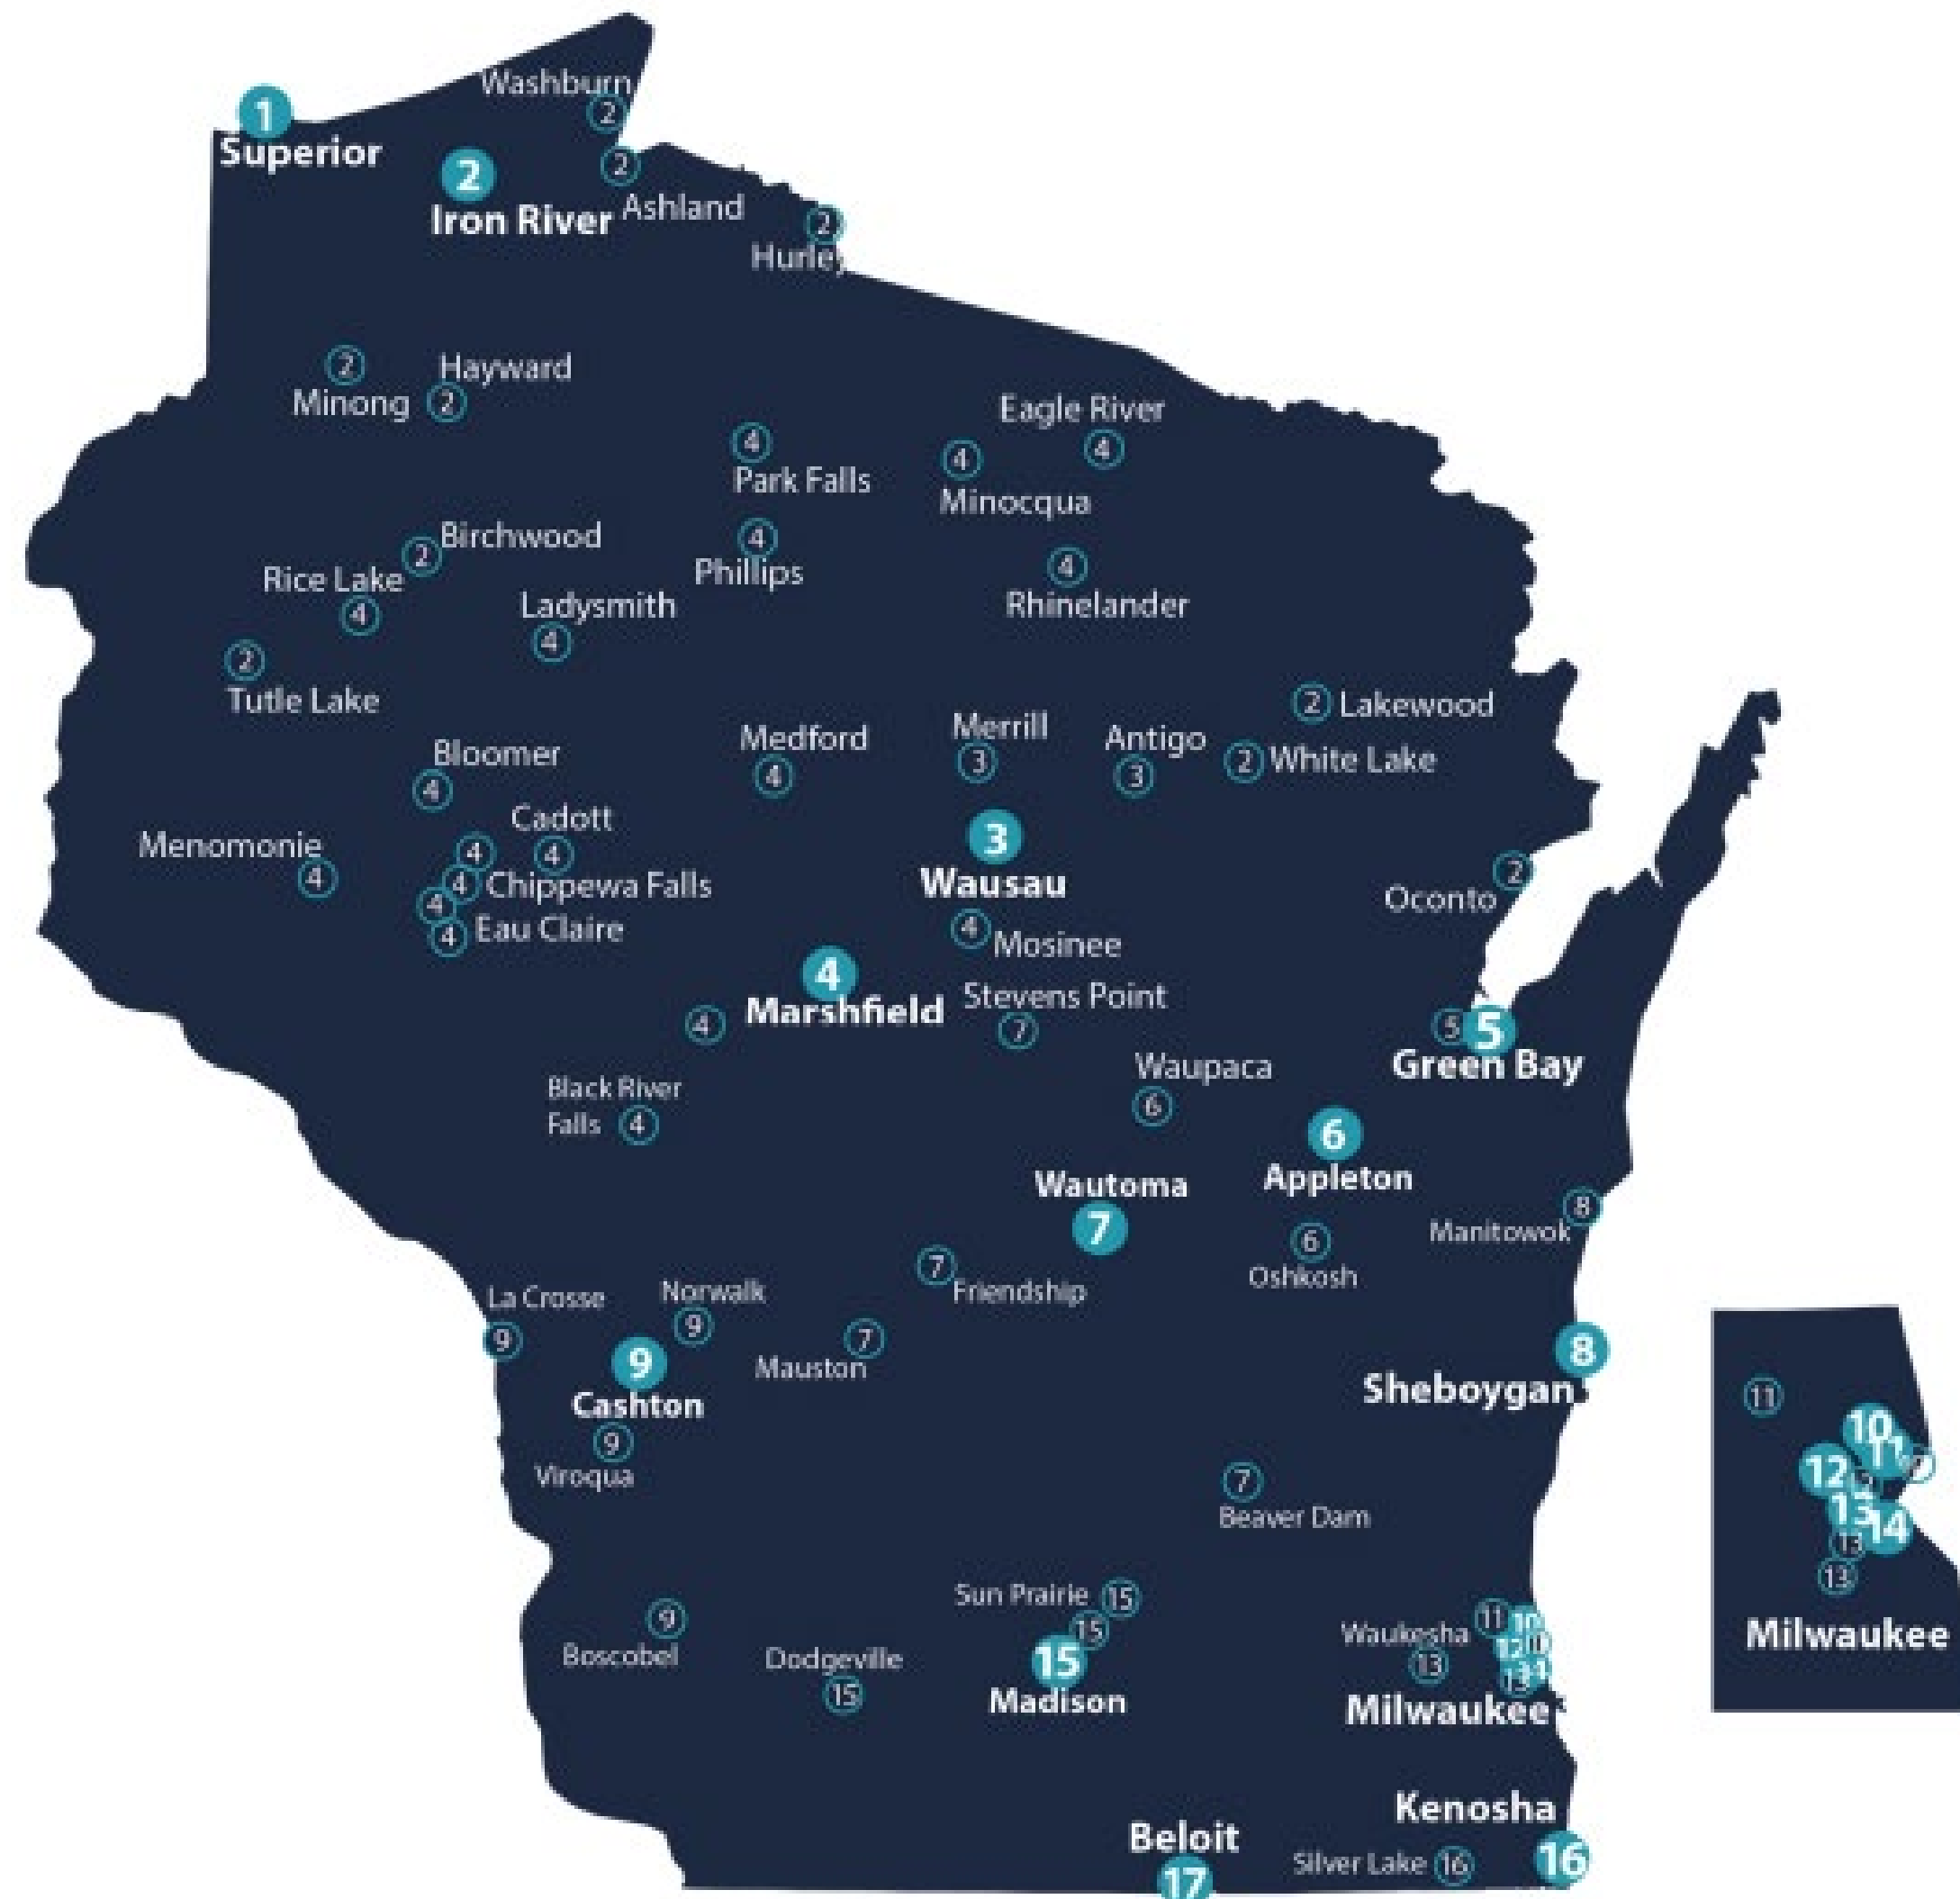 Washburn
2
1
Superior
2
2
Iron River
Ashland
2
Hurley
2
Minong
Hayward
2
Eagle River
4
4
Park Falls
4
Minocqua
Birchwood
2
4
Phillips
4
Rhinelander
Rice Lake
4
Ladysmith
4
2
Tutle Lake
2 Lakewood
Merrill
3
Antigo
3
2 White Lake
Medford
4
Bloomer
4
Cadott
4
3
Wausau
Menomonie
4
4
4 Chippewa Falls
4
4 Eau Claire
2
Oconto
4
Mosinee
4
Marshfield
Stevens Point
7
4
5
5
Green Bay
Waupaca
6
Black River
Falls 4
6
Appleton
Wautoma
7
8
Manitowok
6
Oshkosh
7
Friendship
La Crosse
9
Norwalk
9
7
Mauston
9
Cashton
8
Sheboygan
9
Viroqua
7
Beaver Dam
Sun Prairie 15
15
15
Madison
9
Boscobel
Dodgeville
15
11
10
Waukesha
13
12
10
13
Milwaukee
11
10
11
12
13
14
13
13
Milwaukee
Kenosha
16
Silver Lake 16
Beloit
17